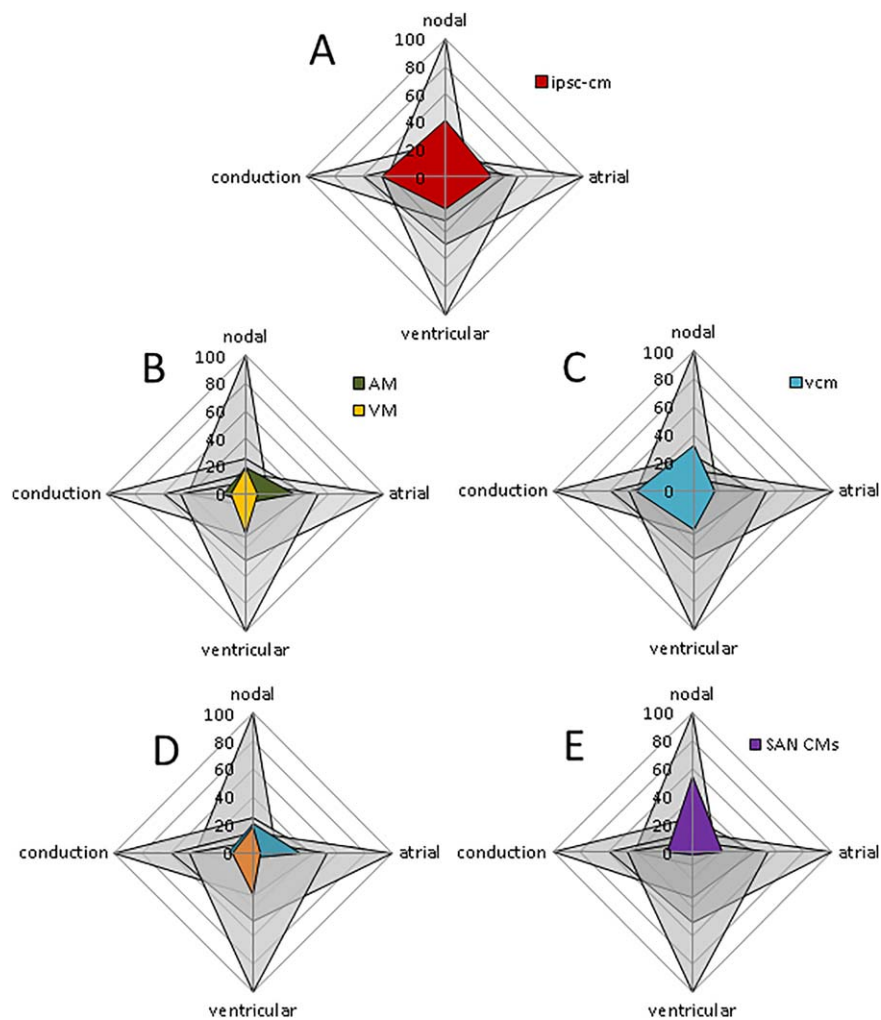 A
nodal
100
80
60
40
20
0
conduction
atrial
ventricular
ipsc-cm
B
nodal
100
80
60
40
20
0
conduction
atrial
ventricular
AM
VM
C
nodal
100
80
60
40
20
0
conduction
atrial
ventricular
vcm
D
nodal
100
80
60
40
20
0
conduction
atrial
ventricular
E
nodal
100
80
60
40
20
0
conduction
atrial
ventricular
SAN CMs